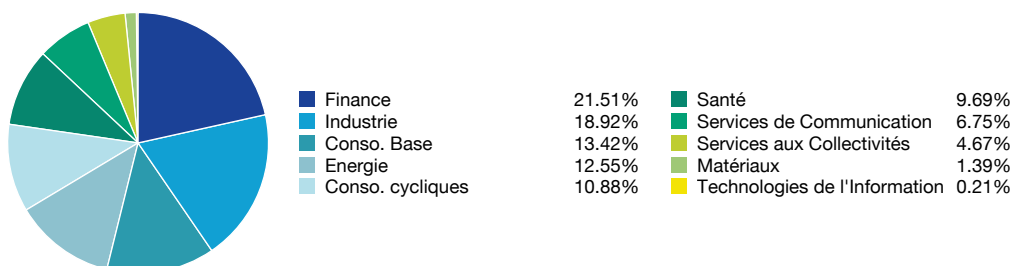 Finance 21.51%
Industrie 18.92%
Conso. Base 13.42%
Energie 12.55%
Conso. cycliques 10.88%
Santé 9.69%
Services de Communication 6.75%
Services aux Collectivités 4.67%
Matériaux 1.39%
Technologies de l'Information 0.21%